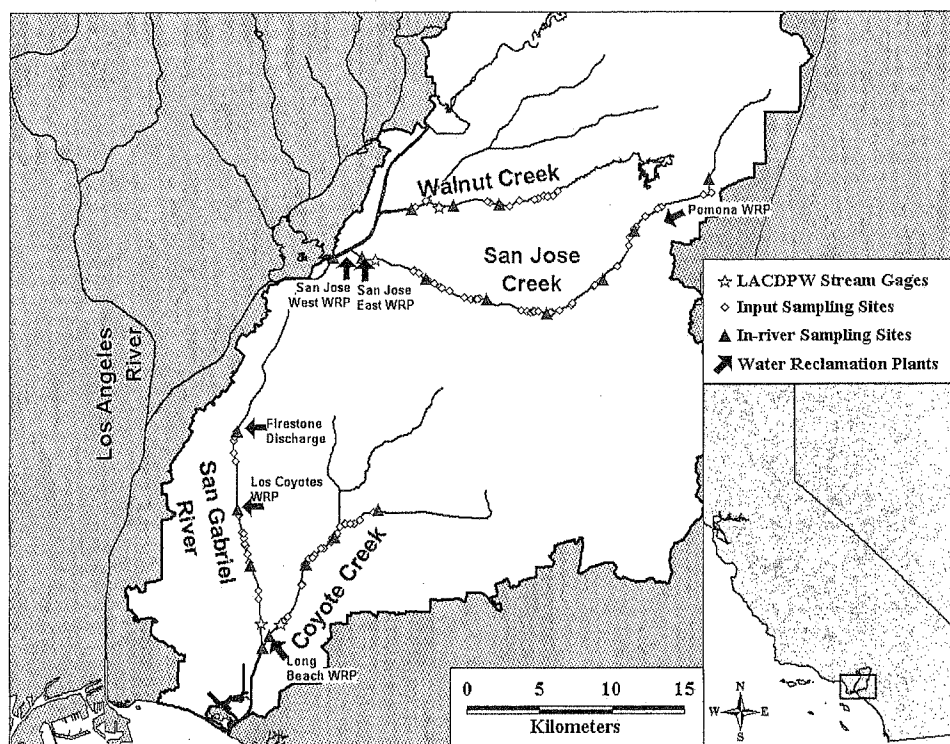 Walnut Creek
Pomona WRP
San Jose
Creek
San Jose
West WRP
San Jose
East WRP
Los Angeles
River
Firestone
Discharge
Los Coyotes
WRP
San Gabriel
River
Coyote Creek
Long
Beach WRP
LACDPW Stream Gages
Input Sampling Sites
In-river Sampling Sites
Water Reclamation Plants
0 5 10 15
Kilometers
N
W E
S